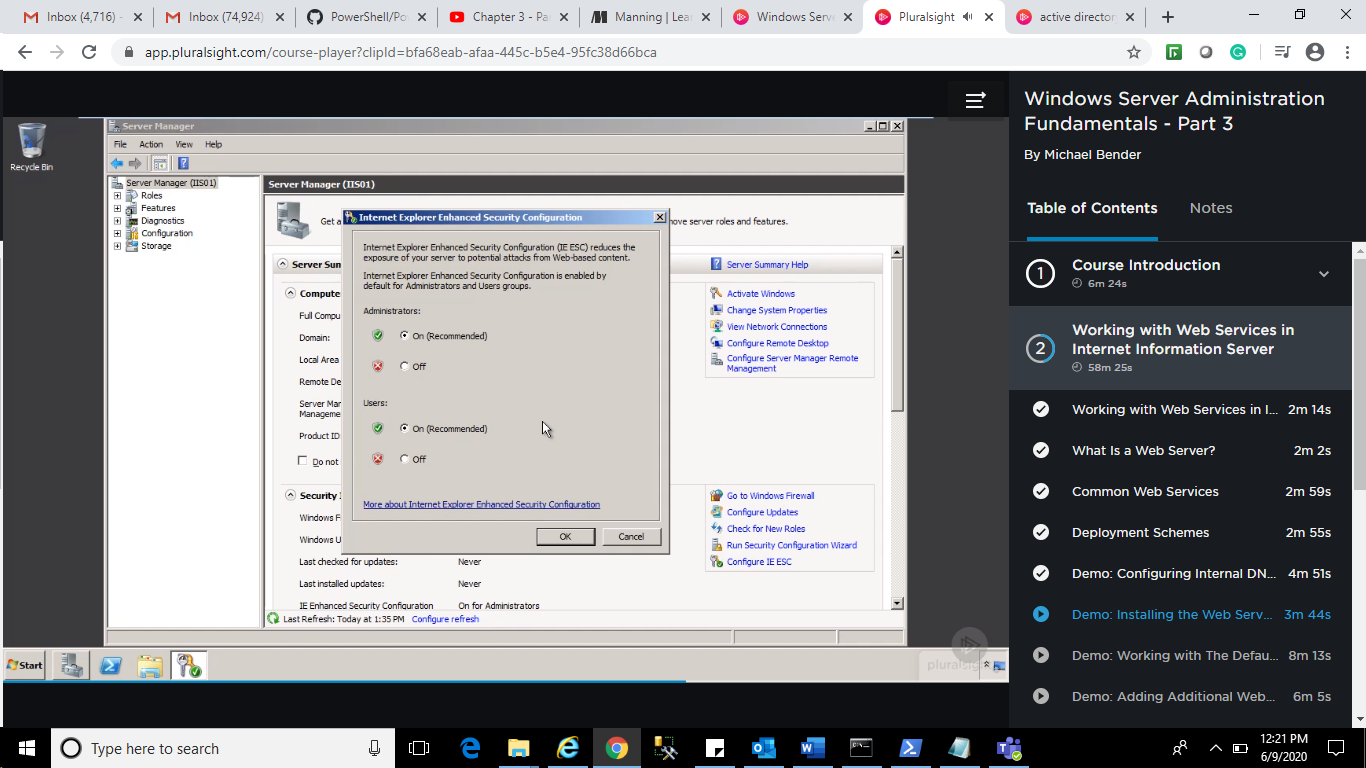 Inbox (4,716) -
Inbox (74,924)
PowerShell/Po
Chapter 3 - Pa
Manning | Lea
Windows Serv
Pluralsight
active director
app.pluralsight.com/course-player?clipId=bfa68eab-afaa-445c-b5e4-95fc38d66bca
Recycle Bin
Server Manager
File Action View Help
Server Manager (IIS01)
Roles
Features
Diagnostics
Configuration
Storage
Server Manager (IIS01)
Get a
ove server roles and features.
Server Sum
Server Summary Help
Compute
Full Compu
Domain:
Local Area
Remote De
Server Mar
Managemen
Product ID
Do not
Activate Windows
Change System Properties
View Network Connections
Configure Remote Desktop
Configure Server Manager Remote
Management
Internet Explorer Enhanced Security Configuration
Internet Explorer Enhanced Security Configuration (IE ESC) reduces the
exposure of your server to potential attacks from Web-based content.
Internet Explorer Enhanced Security Configuration is enabled by
default for Administrators and Users groups.
Administrators:
On (Recommended)
Off
Users:
On (Recommended)
Off
More about Internet Explorer Enhanced Security Configuration
OK Cancel
Security I
Windows F
Windows U
Last checked for updates: Never
Last installed updates: Never
IE Enhanced Security Configuration On for Administrators
Go to Windows Firewall
Configure Updates
Check for New Roles
Run Security Configuration Wizard
Configure IE ESC
Last Refresh: Today at 1:35 PM Configure refresh
Start
pluralsight
Windows Server Administration
Fundamentals - Part 3
By Michael Bender
Table of Contents Notes
1
Course Introduction
6m 24s
2
Working with Web Services in
Internet Information Server
58m 25s
Working with Web Services in I... 2m 14s
What Is a Web Server? 2m 2s
Common Web Services 2m 59s
Deployment Schemes 2m 55s
Demo: Configuring Internal DN... 4m 51s
Demo: Installing the Web Serv... 3m 44s
Demo: Working with The Defau... 8m 13s
Demo: Adding Additional Web... 6m 5s
Type here to search
12:21 PM
6/9/2020